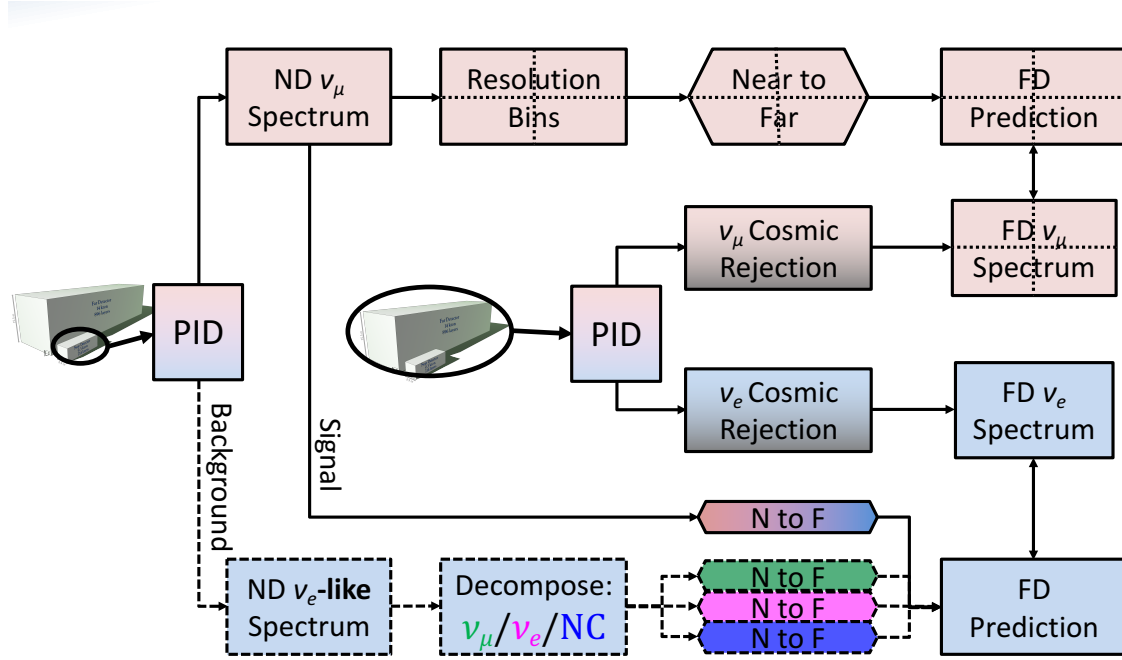 ND νμ
Spectrum
Resolution
Bins
Near to
Far
FD
Prediction
νμ Cosmic
Rejection
FD νμ
Spectrum
PID
PID
νe Cosmic
Rejection
FD νe
Spectrum
Background
Signal
N to F
ND νe-like
Spectrum
Decompose:
νμ/νe/NC
N to F
N to F
N to F
FD
Prediction